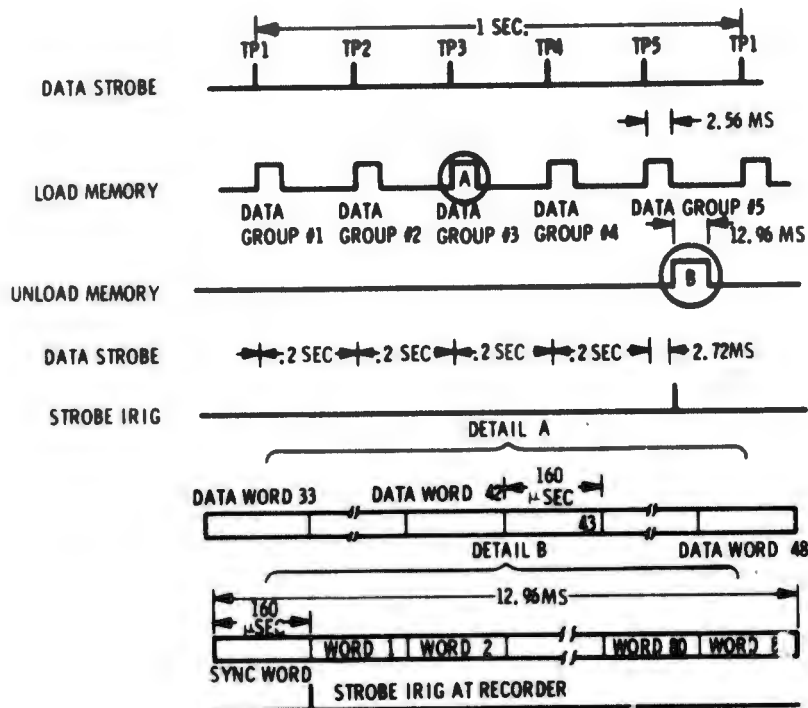 1 SEC.
TP1 TP2 TP3 TP4 TP5 TP1
DATA STROBE
2.56 MS
LOAD MEMORY
A
DATA GROUP #1
DATA GROUP #2
DATA GROUP #3
DATA GROUP #4
DATA GROUP #5
12.96 MS
UNLOAD MEMORY
B
DATA STROBE
.2 SEC .2 SEC .2 SEC .2 SEC 2.72MS
STROBE IRIG
DETAIL A
160 μSEC
DATA WORD 33 DATA WORD 42
43
DATA WORD 48
DETAIL B
12.96 MS
160 μSEC
WORD 1 WORD 2 WORD 80 WORD
SYNC WORD
STROBE IRIG AT RECORDER